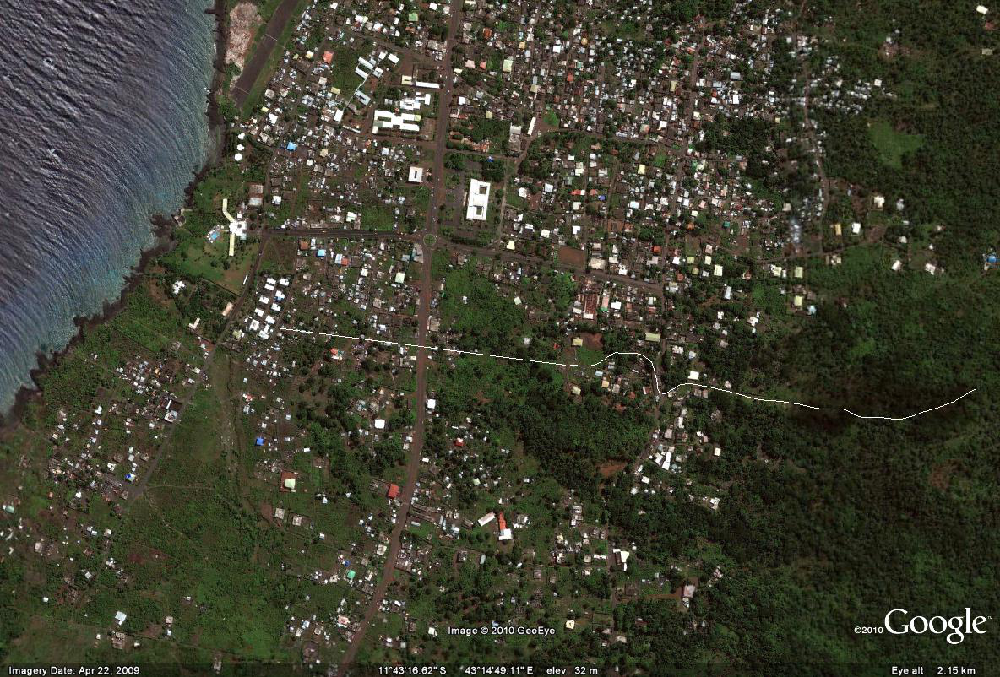 Image © 2010 GeoEye
©2010 Google™
Imagery Date: Apr 22, 2009
11°43'16.62" S 43°14'49.11" E elev 32 m
Eye alt 2.15 km